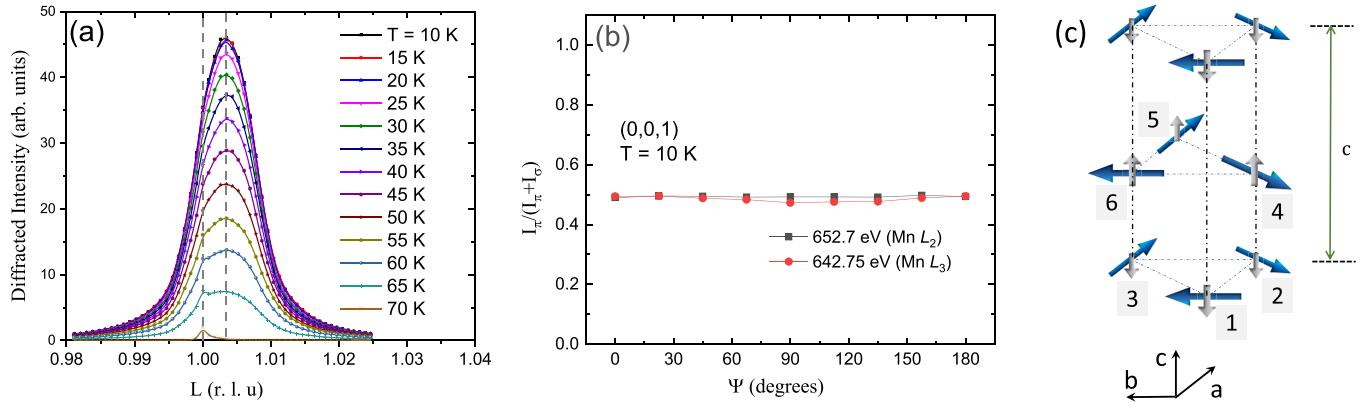 (a)
Diffracted Intensity (arb. units)
50
40
30
20
10
0
0.98
0.99
1.00
1.01
1.02
1.03
1.04
L (r. l. u)
T = 10 K
15 K
20 K
25 K
30 K
35 K
40 K
45 K
50 K
55 K
60 K
65 K
70 K
(b)
Iπ/(Iπ+Iσ)
1.0
0.8
0.6
0.4
0.2
0.0
(0,0,1)
T = 10 K
652.7 eV (Mn L2)
642.75 eV (Mn L3)
0
30
60
90
120
150
180
Ψ (degrees)
(c)
5
6
4
3
2
1
c
c
b
a